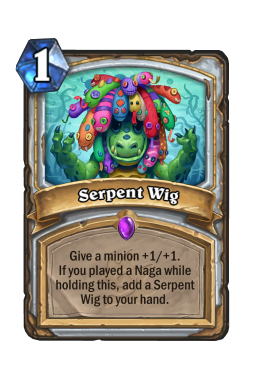 1
Serpent Wig
Give a minion +1/+1.
If you played a Naga while
holding this, add a Serpent
Wig to your hand.